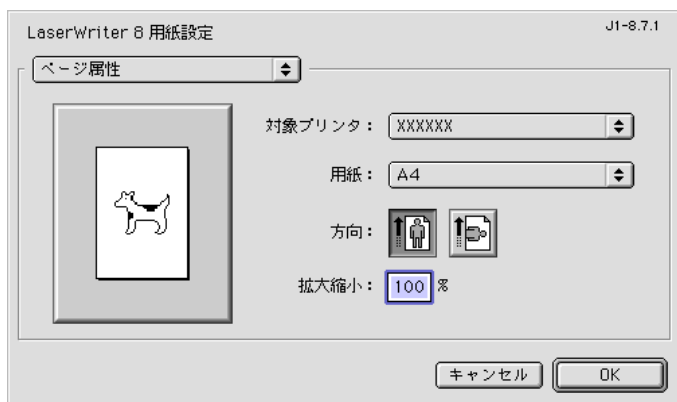 LaserWriter 8 用紙設定
J1-8.7.1
ページ属性
対象プリンタ： XXXXXX
用紙： A4
方向：
拡大縮小： 100 %
キャンセル
OK